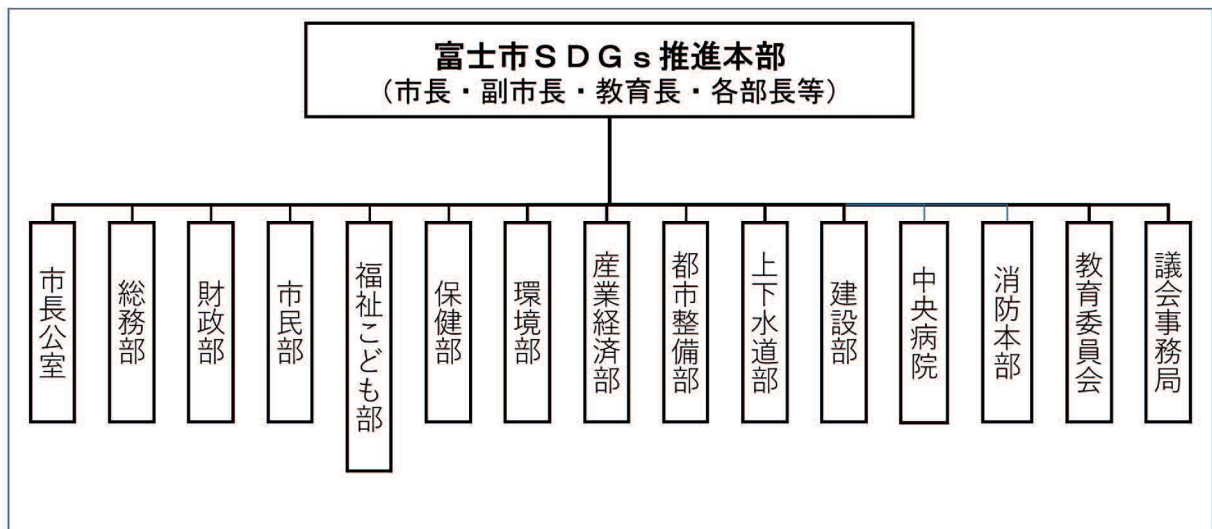 富士市ＳＤＧｓ推進本部
（市長・副市長・教育長・各部長等）
市長公室
総務部
財政部
市民部
福祉こども部
保健部
環境部
産業経済部
都市整備部
上下水道部
建設部
中央病院
消防本部
教育委員会
議会事務局